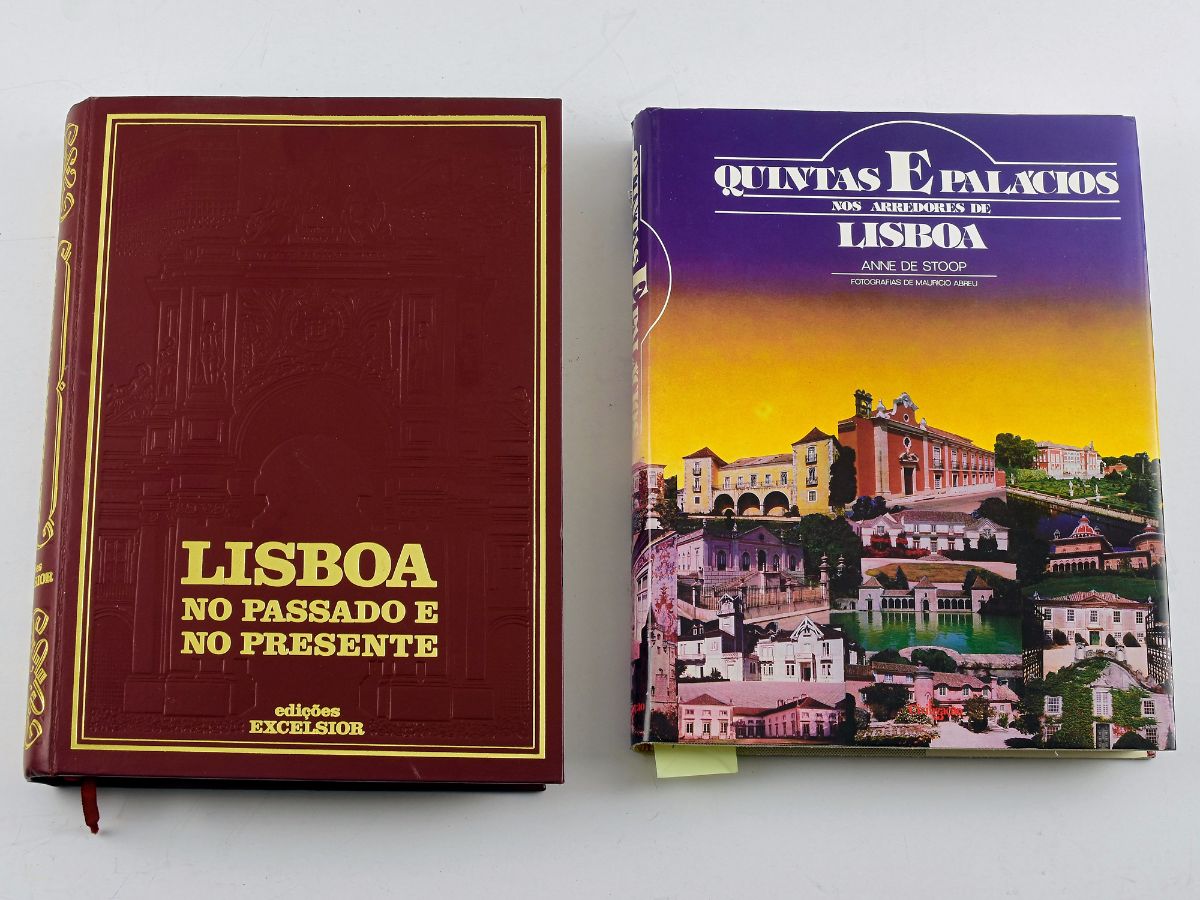 LISBOA
NO PASSADO E
NO PRESENTE
edições
EXCELSIOR
QUINTAS E PALÁCIOS
NOS ARREDORES DE
LISBOA
ANNE DE STOOP
FOTOGRAFIAS DE MAURICIO ABREU
QUINTAS E